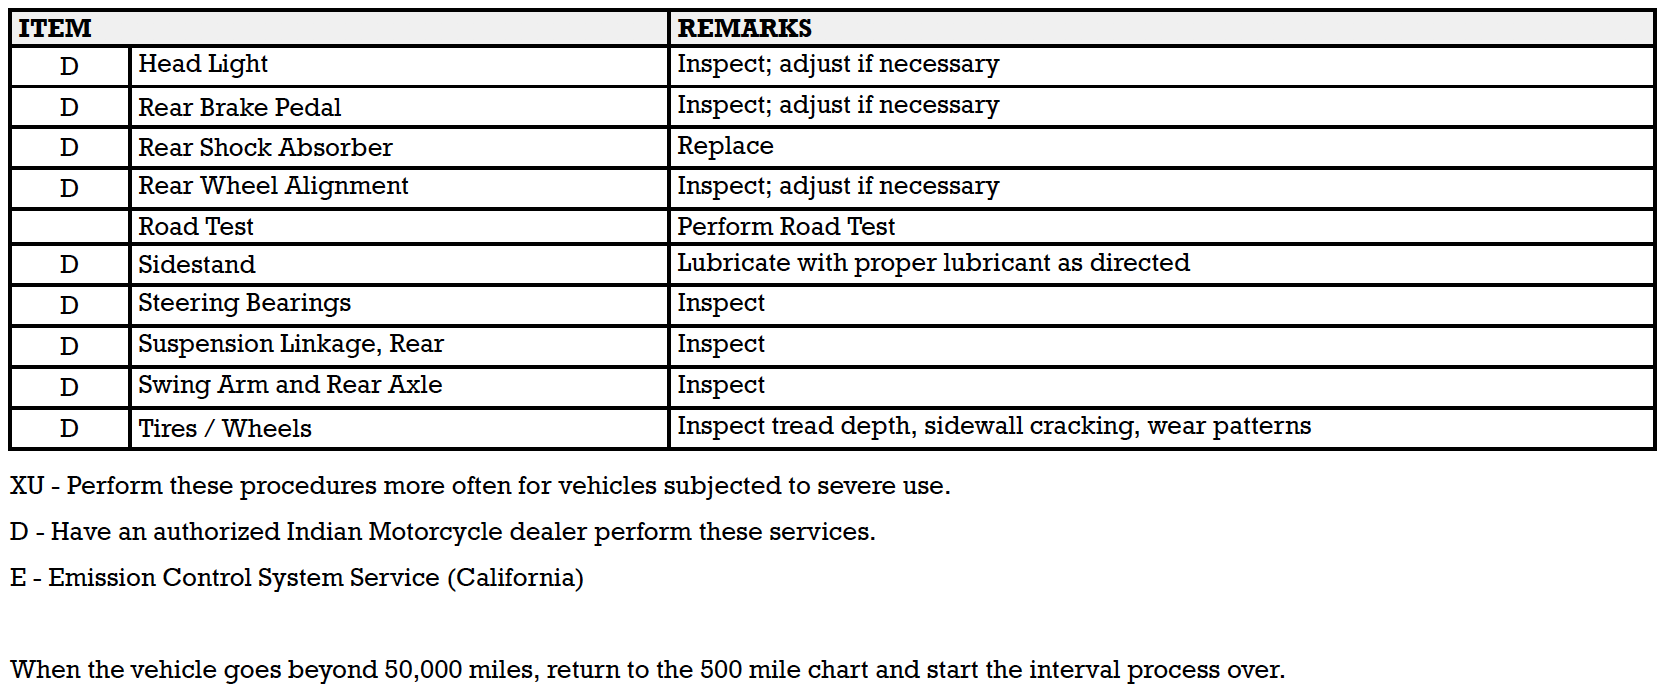 ITEM REMARKS
D Head Light Inspect; adjust if necessary
D Rear Brake Pedal Inspect; adjust if necessary
D Rear Shock Absorber Replace
D Rear Wheel Alignment Inspect; adjust if necessary
Road Test Perform Road Test
D Sidestand Lubricate with proper lubricant as directed
D Steering Bearings Inspect
D Suspension Linkage, Rear Inspect
D Swing Arm and Rear Axle Inspect
D Tires / Wheels Inspect tread depth, sidewall cracking, wear patterns
XU - Perform these procedures more often for vehicles subjected to severe use.
D - Have an authorized Indian Motorcycle dealer perform these services.
E - Emission Control System Service (California)
When the vehicle goes beyond 50,000 miles, return to the 500 mile chart and start the interval process over.